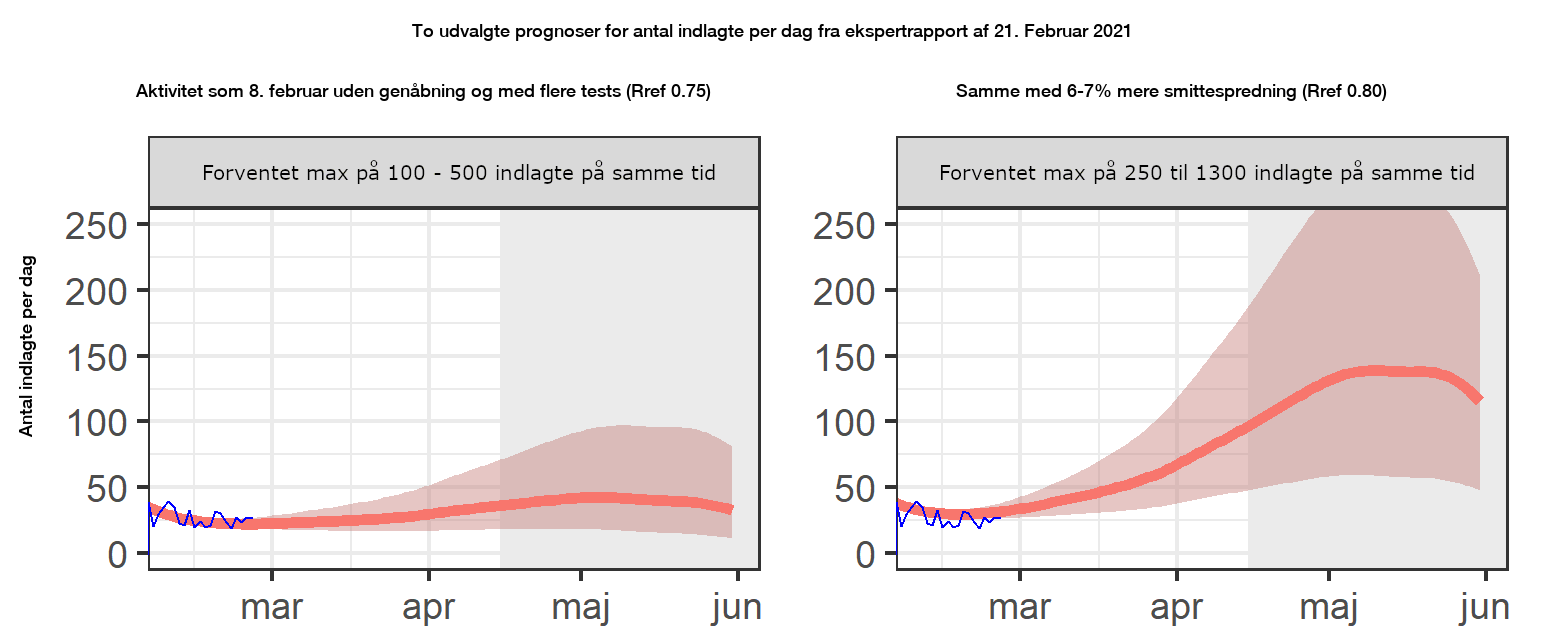 To udvalgte prognoser for antal indlagte per dag fra ekspertrapport af 21. Februar 2021
Aktivitet som 8. februar uden genåbning og med flere tests (Rref 0.75)
Forventet max på 100 - 500 indlagte på samme tid
Antal indlagte per dag
250
200
150
100
50
0
mar apr maj jun
Samme med 6-7% mere smittespredning (Rref 0.80)
Forventet max på 250 til 1300 indlagte på samme tid
250
200
150
100
50
0
mar apr maj jun